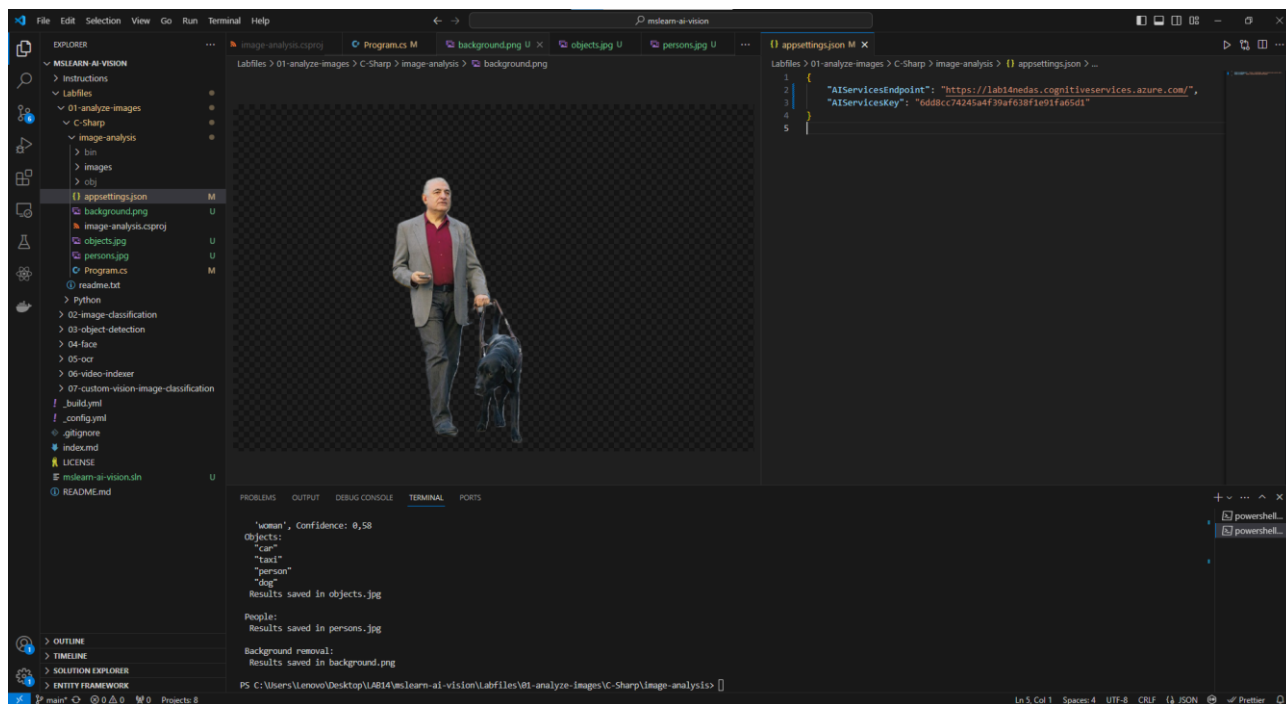 File Edit Selection View Go Run Terminal Help
mslearn-ai-vision
EXPLORER
MSLEARN-AI-VISION
Instructions
Labfiles
01-analyze-images
C-Sharp
image-analysis
bin
images
obj
{} appsettings.json M
background.png U
image-analysis.csproj
objects.jpg U
persons.jpg U
Program.cs M
readme.txt
Python
02-image-classification
03-object-detection
04-face
05-ocr
06-video-indexer
07-custom-vision-image-classification
_build.yml
_config.yml
.gitignore
index.md
LICENSE
mslearn-ai-vision.sln U
README.md
OUTLINE
TIMELINE
SOLUTION EXPLORER
ENTITY FRAMEWORK
image-analysis.csproj Program.cs M background.png U objects.jpg U persons.jpg U
Labfiles > 01-analyze-images > C-Sharp > image-analysis > background.png
{} appsettings.json M
Labfiles > 01-analyze-images > C-Sharp > image-analysis > {} appsettings.json > ...
1 {
2 "AIServicesEndpoint": "https://lab14nedas.cognitiveservices.azure.com/",
3 "AIServicesKey": "6dd8cc74245a4f39af638f1e91fa65d1"
4 }
5
PROBLEMS OUTPUT DEBUG CONSOLE TERMINAL PORTS
'woman', Confidence: 0,58
Objects:
"car"
"taxi"
"person"
"dog"
Results saved in objects.jpg
People:
Results saved in persons.jpg
Background removal:
Results saved in background.png
PS C:\Users\Lenovo\Desktop\LAB14\mslearn-ai-vision\Labfiles\01-analyze-images\C-Sharp\image-analysis>
powershell...
powershell...
main* 0 0 0 Projects: 8
Ln 5, Col 1 Spaces: 4 UTF-8 CRLF {} JSON Prettier